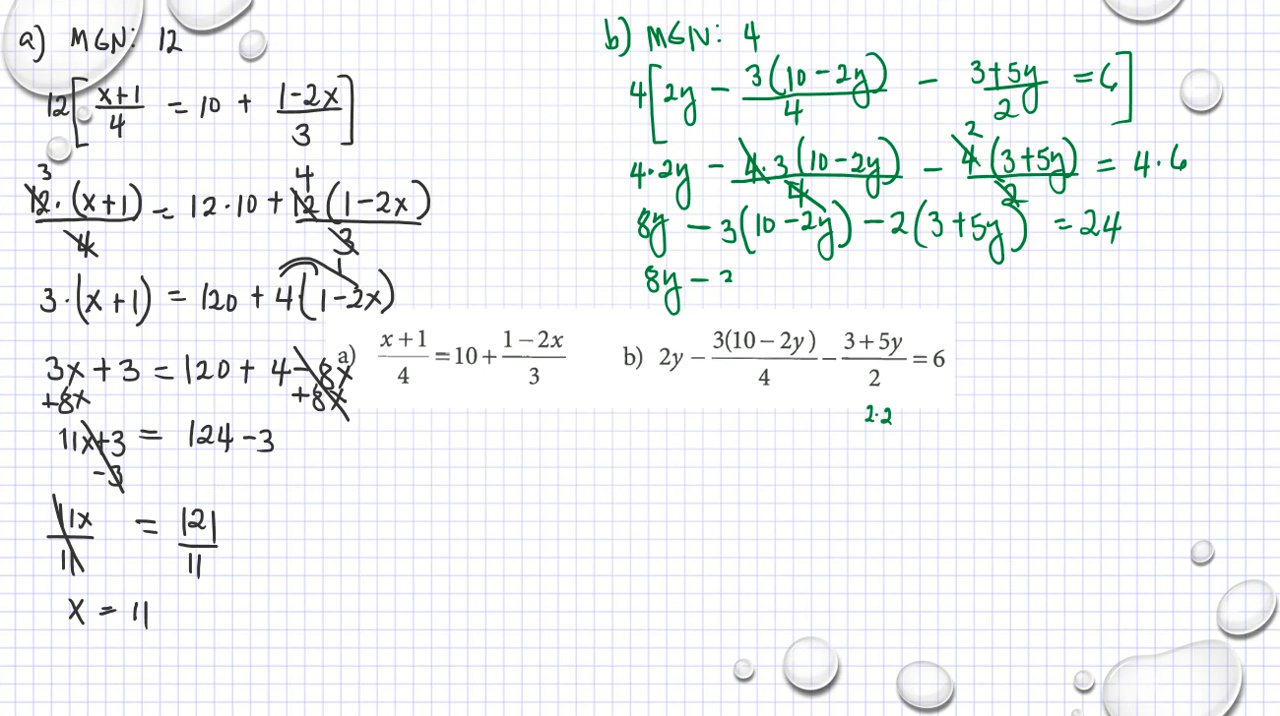 a) MGN: 12
12[ (x+1)/4 = 10 + (1-2x)/3 ]
3 4
12·(x+1)/4 = 12·10 + 12(1-2x)/3
3·(x+1) = 120 + 4(1-2x)
3x+3 = 120 + 4-8x
+8x +8x
11x+3 = 124-3
-3
11x/11 = 121/11
x = 11
b) MGN: 4
4[ 2y - 3(10-2y)/4 - (3+5y)/2 = 6 ]
2
4·2y - 4·3(10-2y)/4 - 4(3+5y)/2 = 4·6
8y - 3(10-2y) - 2(3+5y) = 24
8y - 3
a) (x+1)/4 = 10 + (1-2x)/3
b) 2y - 3(10-2y)/4 - (3+5y)/2 = 6
2·2